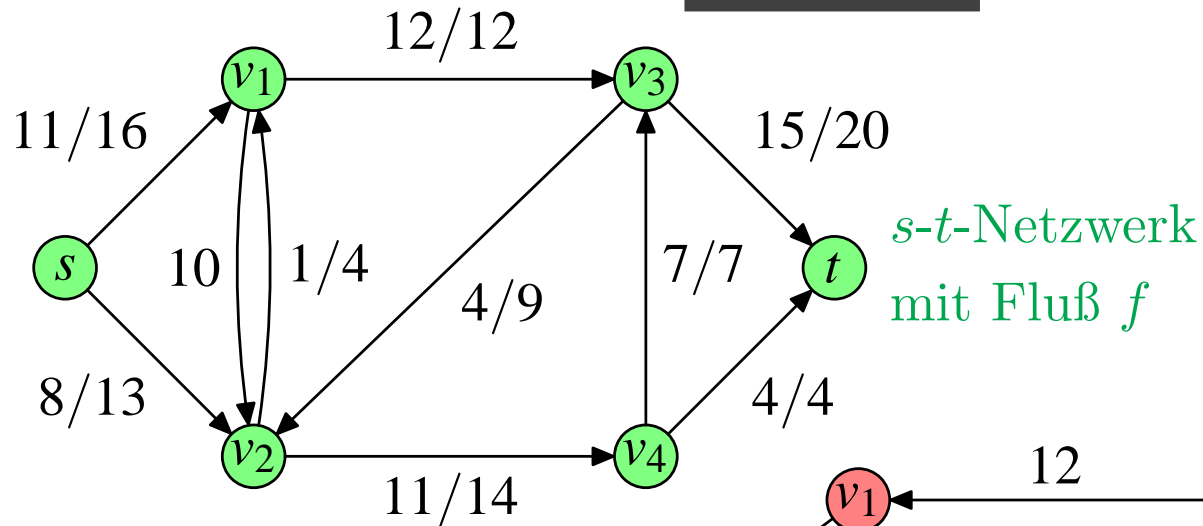 12/12
v1
v3
11/16
15/20
s-t-Netzwerk
s
10
1/4
7/7
t
4/9
mit Fluß f
8/13
4/4
v2
v4
12
11/14
v1